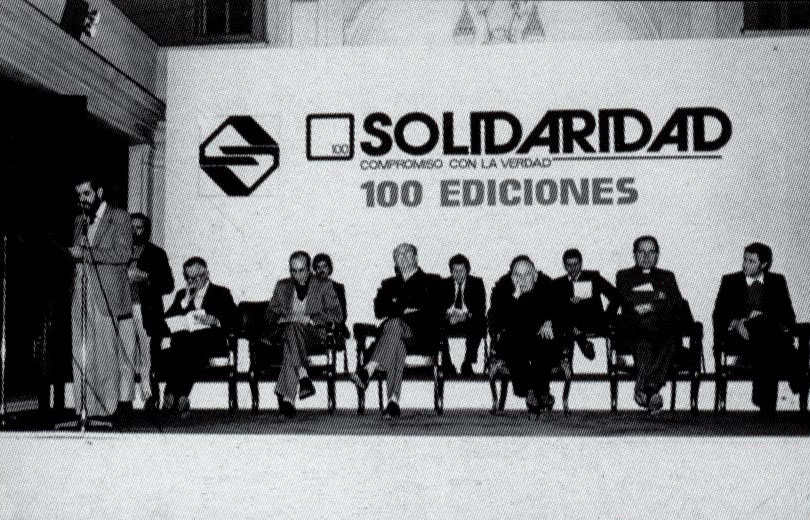 100 SOLIDARIDAD
COMPROMISO CON LA VERDAD
100 EDICIONES